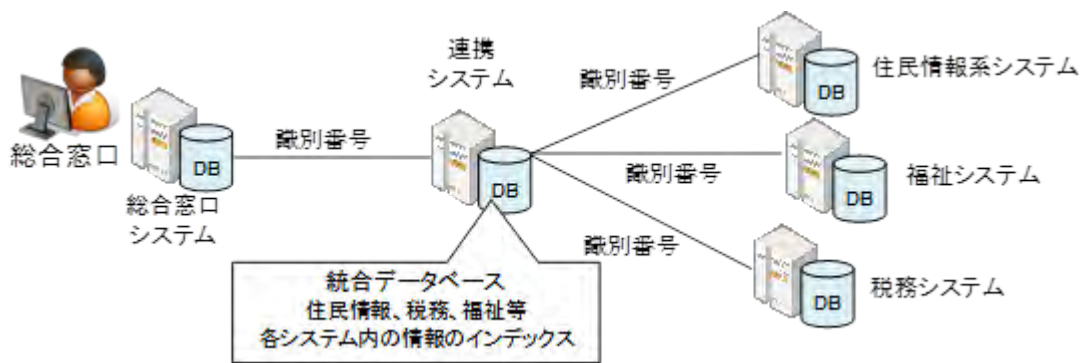 連携
システム
識別番号
DB
住民情報系システム
総合窓口
DB
識別番号
DB
識別番号
DB
福祉システム
総合窓口
システム
識別番号
統合データベース
住民情報、税務、福祉等
各システム内の情報のインデックス
DB
税務システム